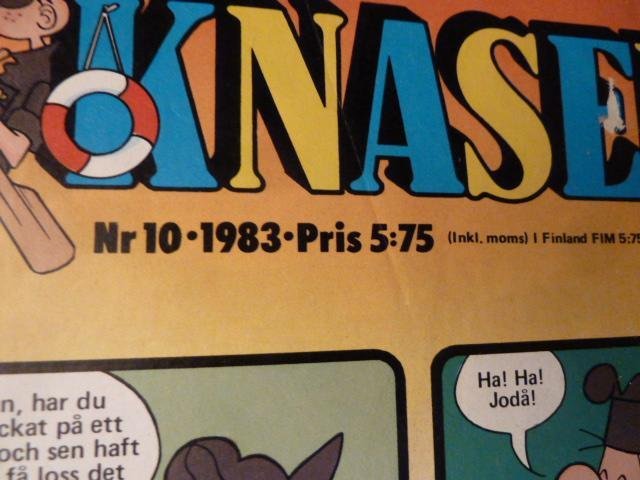 KNASE
Nr 10·1983·Pris 5:75 (Inkl. moms) I Finland FIM 5:75
n, har du
ckat på ett
och sen haft
få loss det
Ha! Ha!
Jodå!